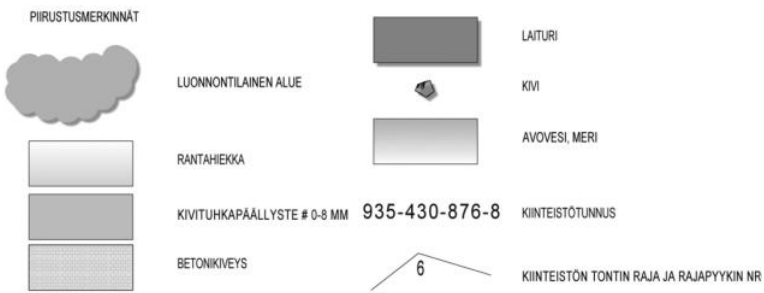 PIIRUSTUSMERKINNÄT
LUONNONTILAINEN ALUE
RANTAHIEKKA
KIVITUHKAPÄÄLLYSTE # 0-8 MM
BETONIKIVEYS
LAITURI
KIVI
AVOVESI, MERI
935-430-876-8 KIINTEISTÖTUNNUS
6 KIINTEISTÖN TONTIN RAJA JA RAJAPYYKIN NR